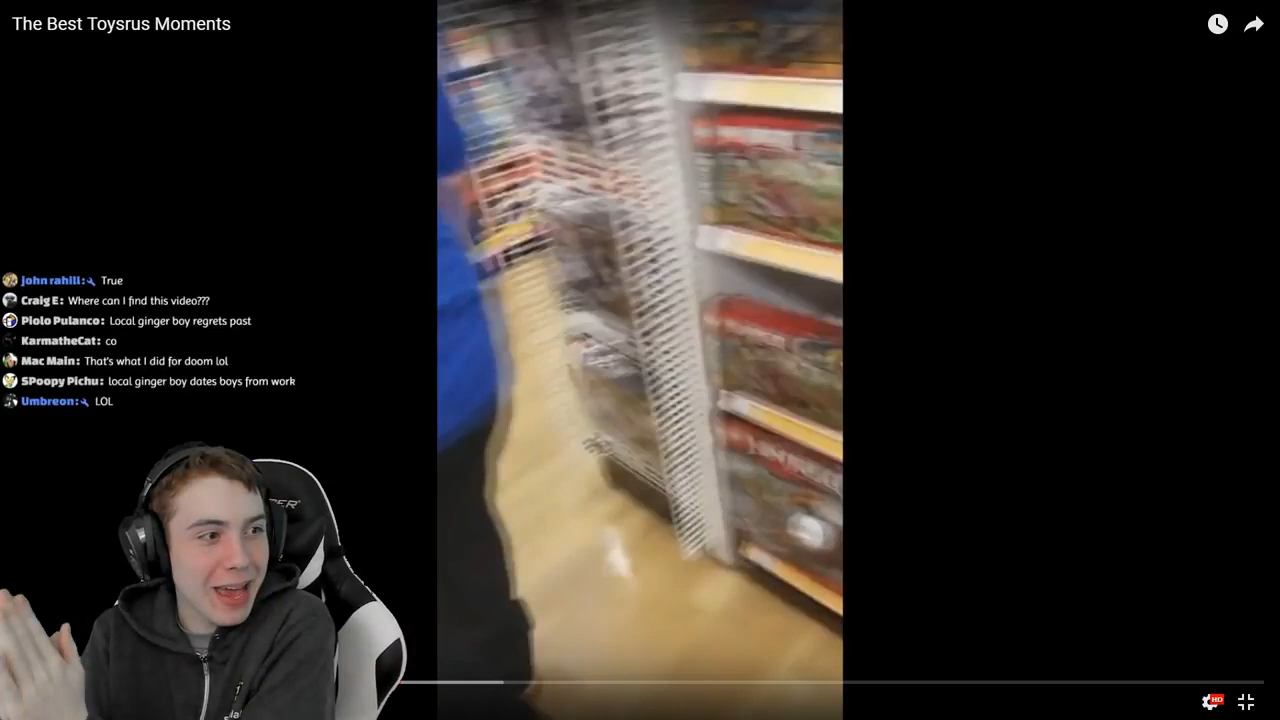 The Best Toysrus Moments
john rahill: True
Craig E: Where can I find this video???
Piolo Pulanco: Local ginger boy regrets past
KarmatheCat: co
Mac Main: That's what I did for doom lol
SPoopy Pichu: local ginger boy dates boys from work
Umbreon: LOL
HD